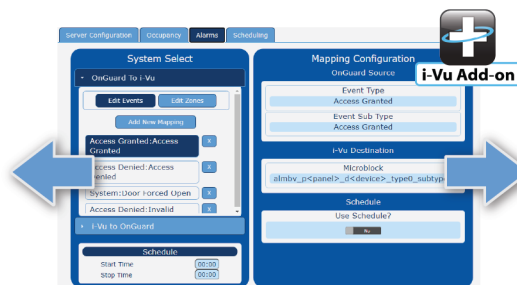 Server Configuration
Occupancy
Alarms
Scheduling
i-Vu Add-on
System Select
OnGuard To i-Vu
Edit Events
Edit Zones
Add New Mapping
Access Granted:Access
Granted
X
Access Denied:Access
Denied
X
System:Door Forced Open
X
Access Denied:Invalid
X
i-Vu to OnGuard
Schedule
Start Time
00:00
Stop Time
00:00
Mapping Configuration
OnGuard Source
Event Type
Access Granted
Event Sub Type
Access Granted
i-Vu Destination
Microblock
almbv_p<panel>_d<device>_type0_subtyp
Schedule
Use Schedule?
No